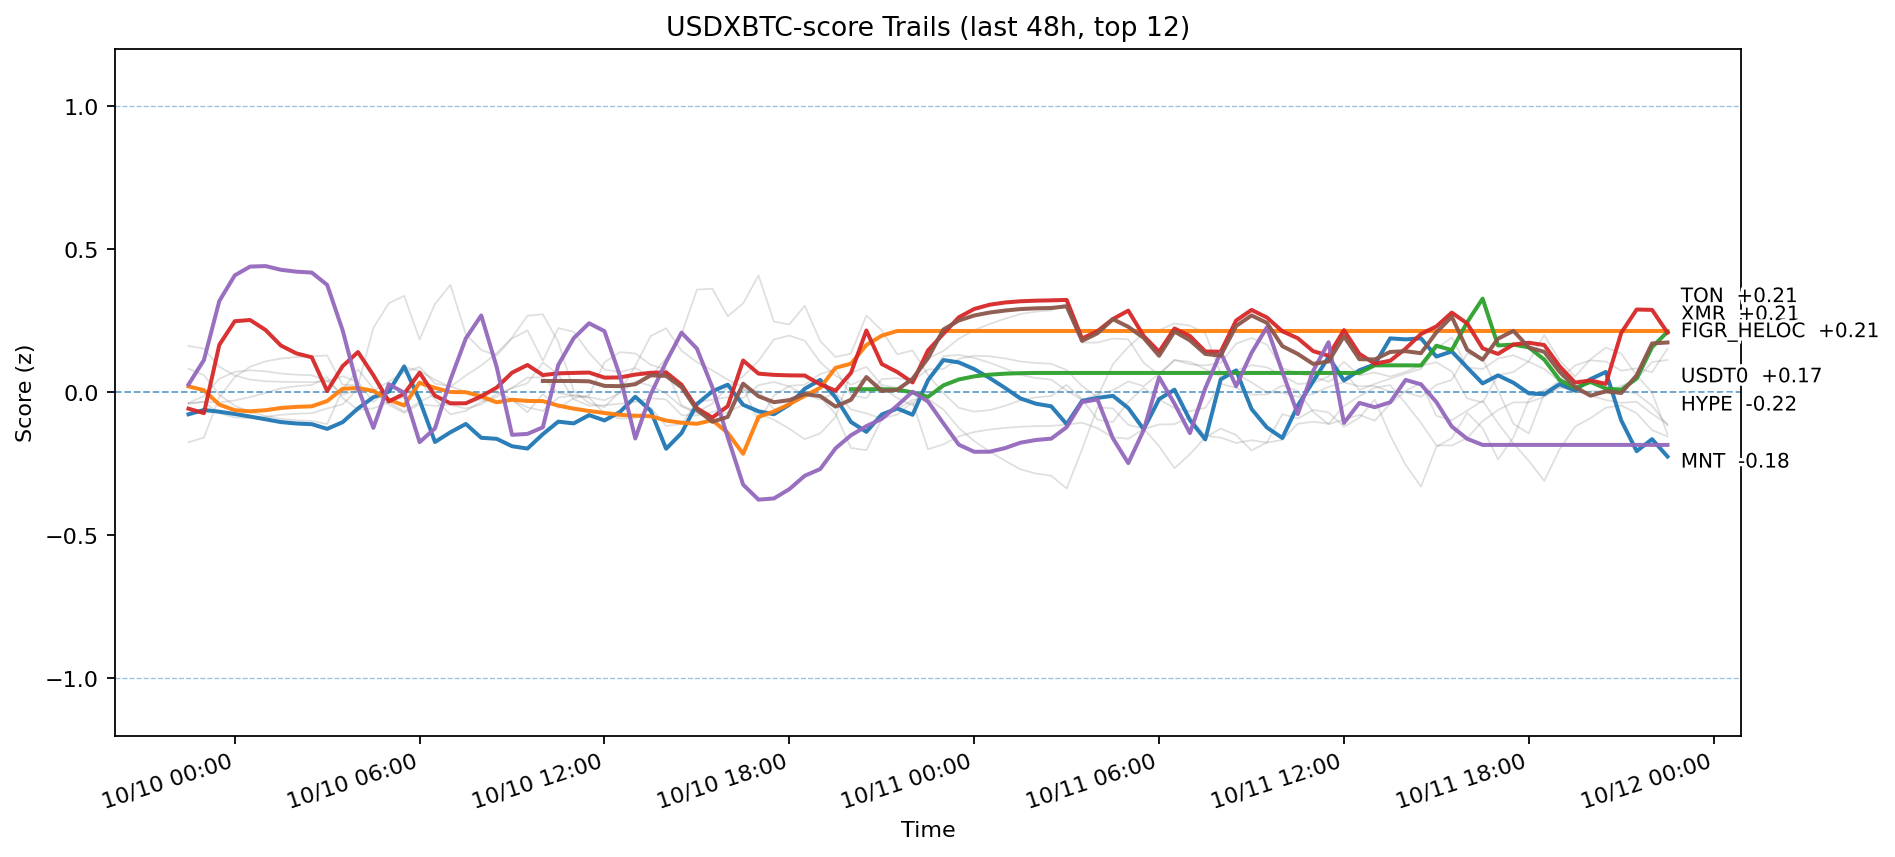 USDXBTC-score Trails (last 48h, top 12)
1.0
0.5
0.0
−0.5
−1.0
Score (z)
TON +0.21
XMR +0.21
FIGR_HELOC +0.21
USDT0 +0.17
HYPE -0.22
MNT -0.18
10/10 00:00
10/10 06:00
10/10 12:00
10/10 18:00
10/11 00:00
10/11 06:00
10/11 12:00
10/11 18:00
10/12 00:00
Time